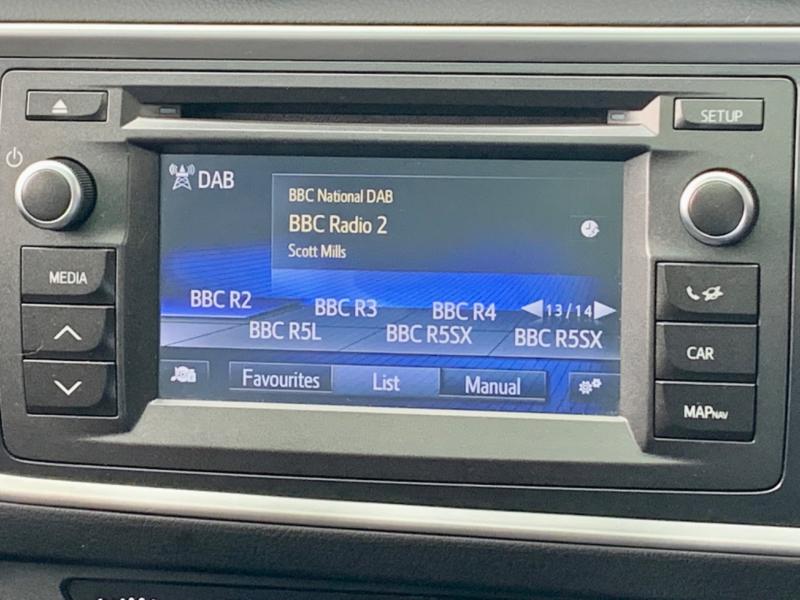 SETUP
DAB
BBC National DAB
BBC Radio 2
Scott Mills
MEDIA
BBC R2
BBC R3
BBC R4
13 / 14
BBC R5L
BBC R5SX
BBC R5SX
CAR
Favourites
List
Manual
MAPNAV